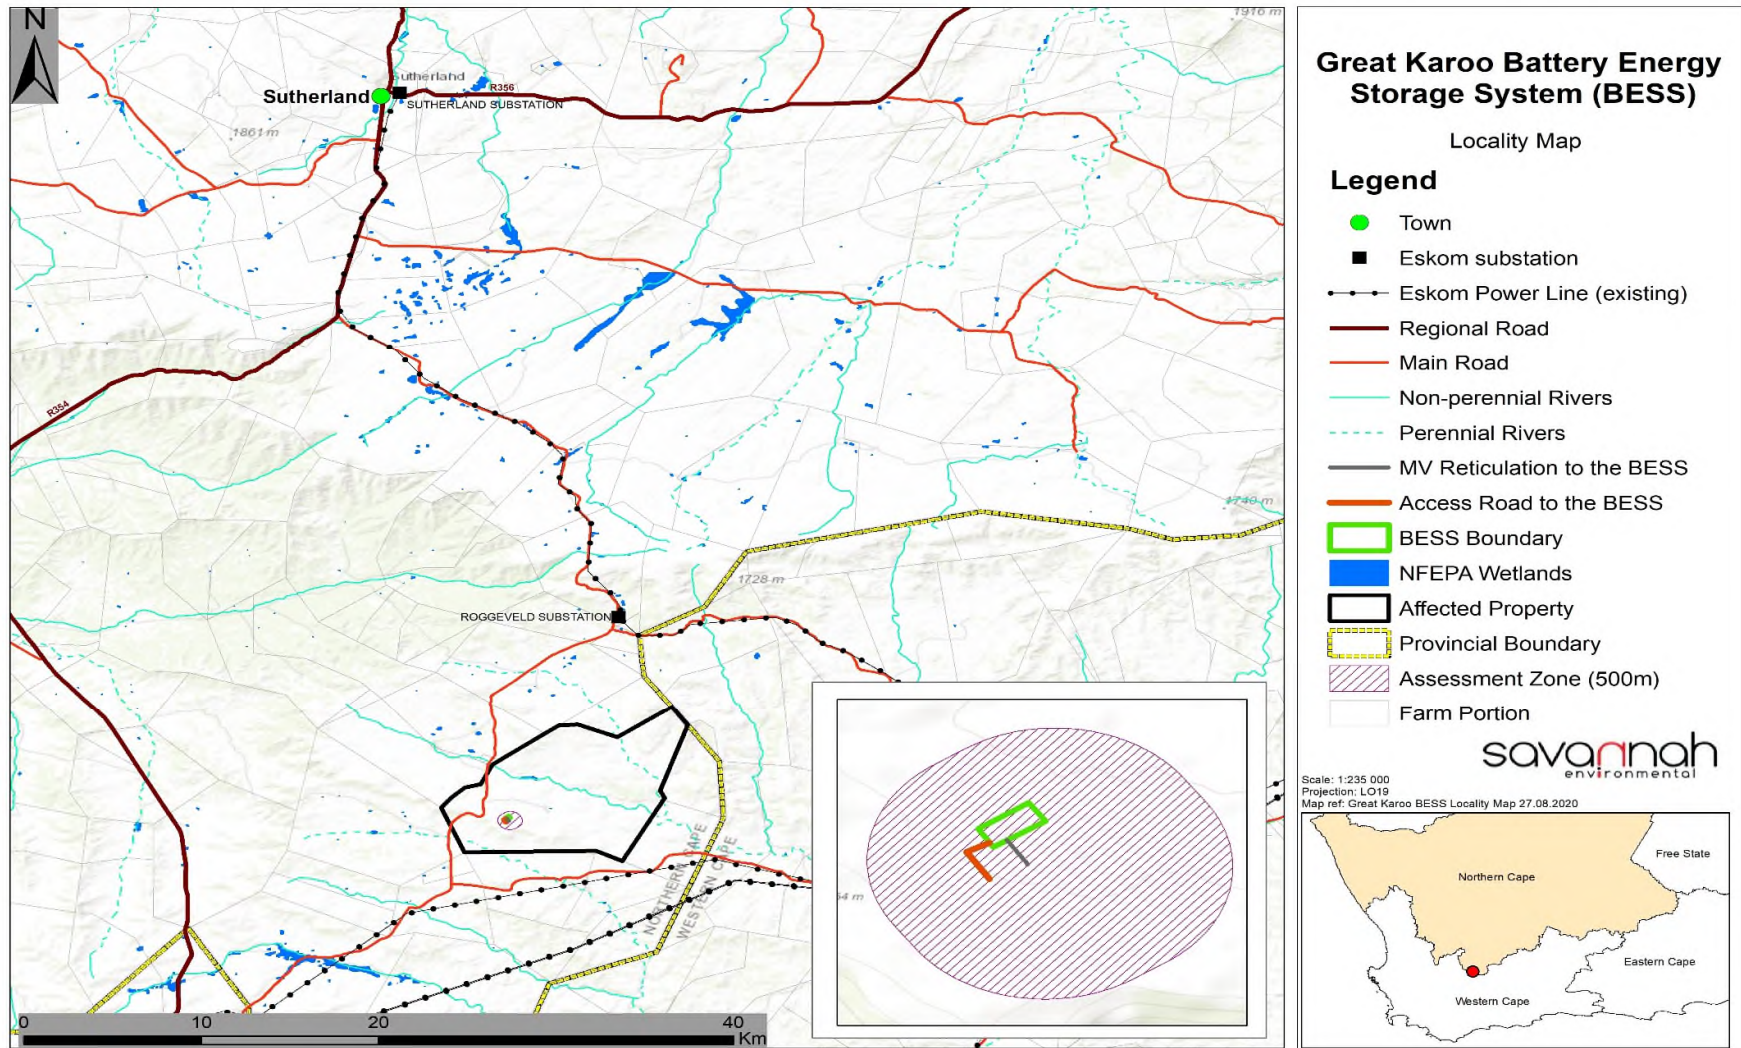 N
1916 m
Sutherland
Sutherland
R356
SUTHERLAND SUBSTATION
1861 m
R354
1740 m
1728 m
ROGGEVELD SUBSTATION
NORTHERN CAPE
WESTERN CAPE
54 m
0 10 20 40
Km
Great Karoo Battery Energy
Storage System (BESS)
Locality Map
Legend
Town
Eskom substation
Eskom Power Line (existing)
Regional Road
Main Road
Non-perennial Rivers
Perennial Rivers
MV Reticulation to the BESS
Access Road to the BESS
BESS Boundary
NFEPA Wetlands
Affected Property
Provincial Boundary
Assessment Zone (500m)
Farm Portion
savannah
environmental
Scale: 1:235 000
Projection: LO19
Map ref: Great Karoo BESS Locality Map 27.08.2020
Free State
Northern Cape
Eastern Cape
Western Cape